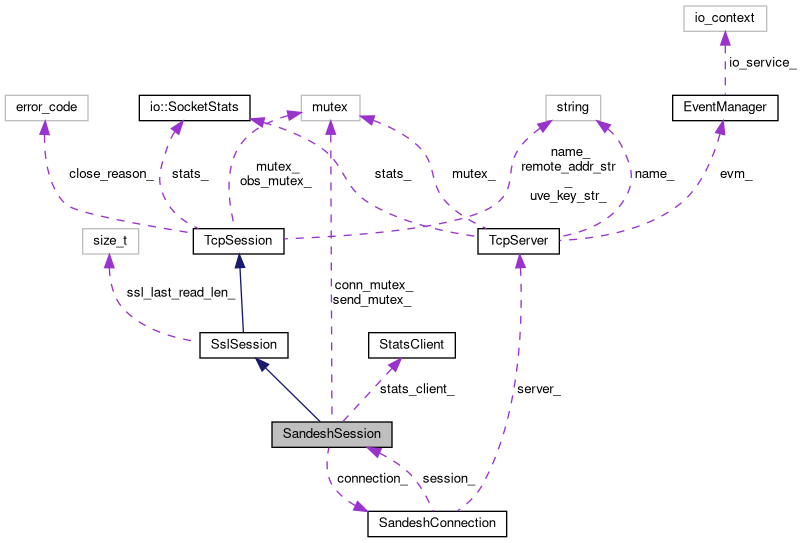 io_context
io_service_
error_code
io::SocketStats
mutex
string
EventManager
close_reason_
stats_
mutex_
obs_mutex_
stats_
mutex_
name_
remote_addr_str
_
uve_key_str_
name_
evm_
size_t
TcpSession
TcpServer
ssl_last_read_len_
conn_mutex_
send_mutex_
SslSession
StatsClient
stats_client_
server_
SandeshSession
connection_
session_
SandeshConnection